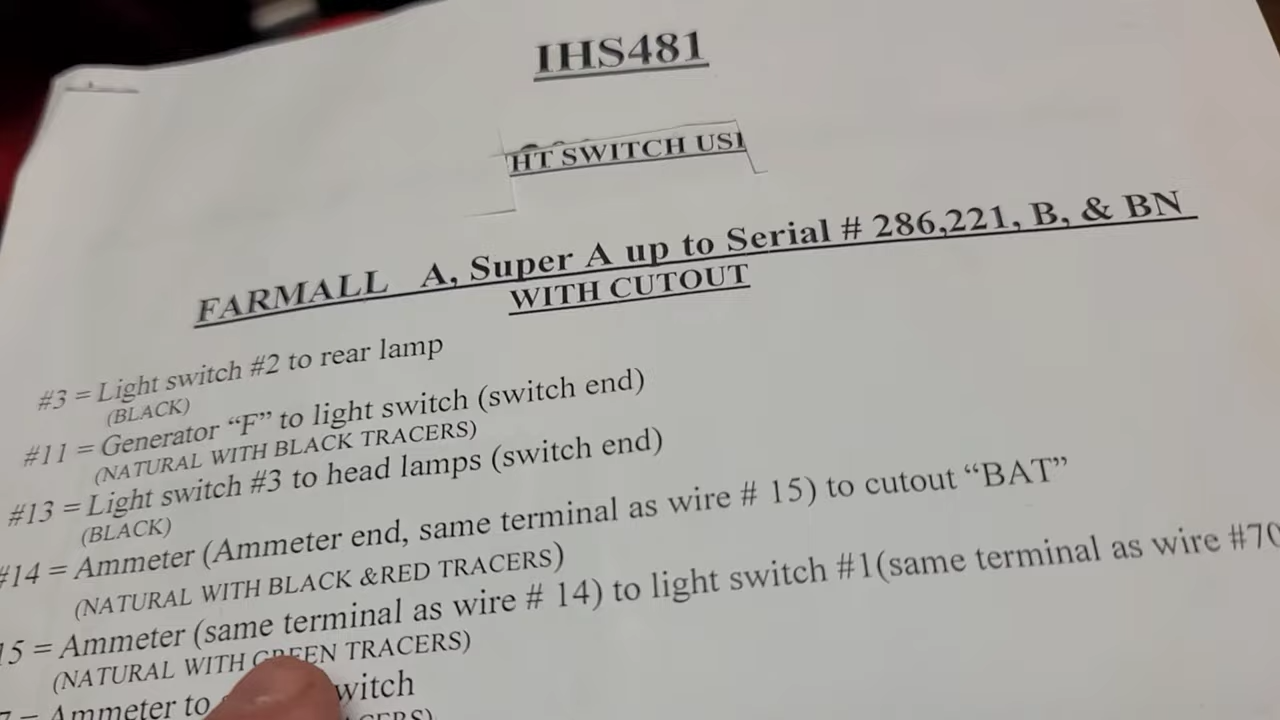 IHS481
HT SWITCH USI
FARMALL A, Super A up to Serial # 286,221, B, & BN
WITH CUTOUT
#3 = Light switch #2 to rear lamp
(BLACK)
#11 = Generator “F” to light switch (switch end)
(NATURAL WITH BLACK TRACERS)
#13 = Light switch #3 to head lamps (switch end)
(BLACK)
#14 = Ammeter (Ammeter end, same terminal as wire # 15) to cutout “BAT”
(NATURAL WITH BLACK &RED TRACERS)
15 = Ammeter (same terminal as wire # 14) to light switch #1(same terminal as wire #70
(NATURAL WITH GREEN TRACERS)
= Ammeter to witch